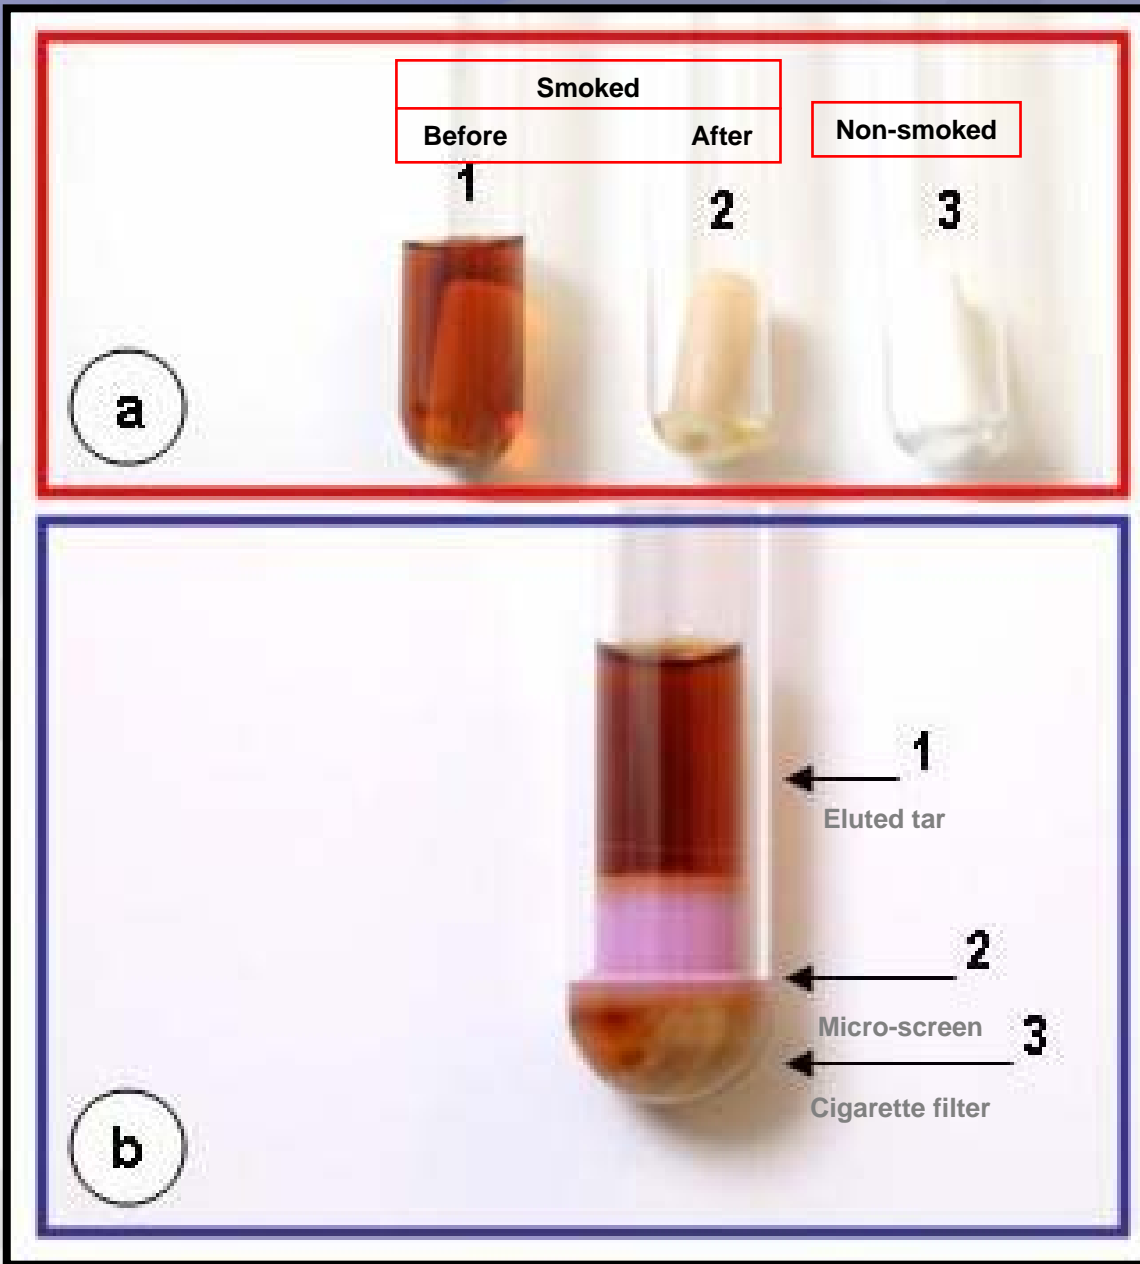 Smoked
Before After
Non-smoked
1
2
3
a
1
Eluted tar
2
Micro-screen
3
Cigarette filter
b